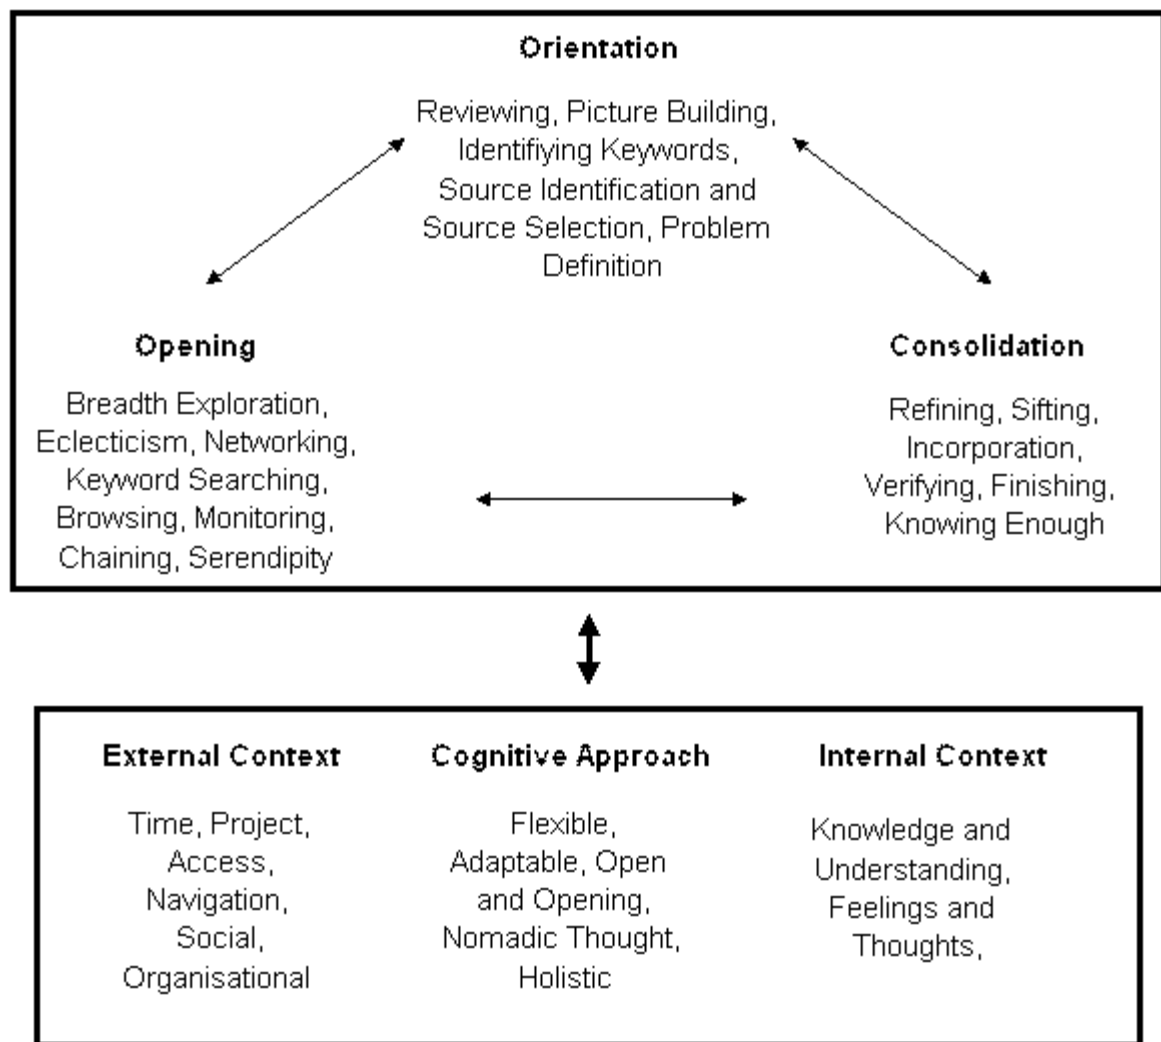 Orientation
Reviewing, Picture Building,
Identifiying Keywords,
Source Identification and
Source Selection, Problem
Definition
Opening
Breadth Exploration,
Eclecticism, Networking,
Keyword Searching,
Browsing, Monitoring,
Chaining, Serendipity
Consolidation
Refining, Sifting,
Incorporation,
Verifying, Finishing,
Knowing Enough
External Context
Time, Project,
Access,
Navigation,
Social,
Organisational
Cognitive Approach
Flexible,
Adaptable, Open
and Opening,
Nomadic Thought,
Holistic
Internal Context
Knowledge and
Understanding,
Feelings and
Thoughts,